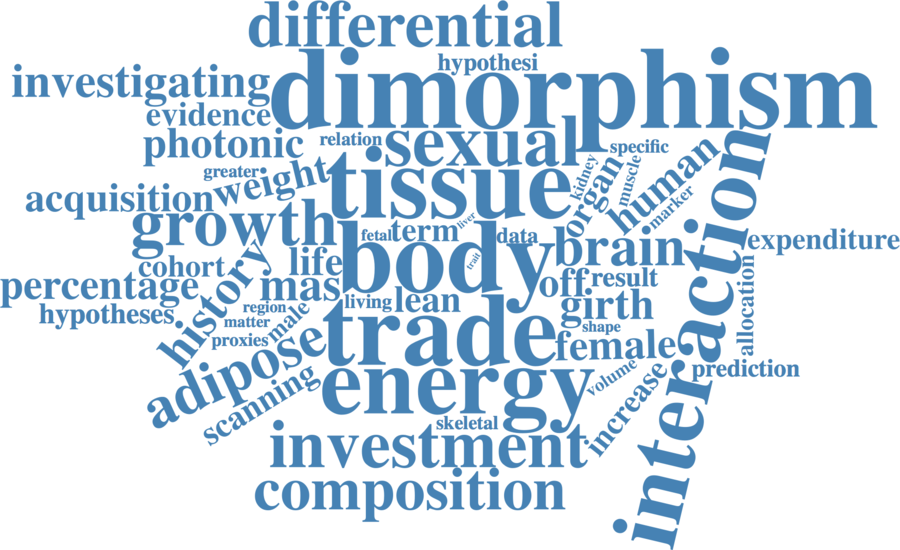 differential
hypothesi
dimorphism
investigating
evidence
photonic
relation
sexual
specific
greater
weight
tissue
kidney
organ
muscle
human
marker
acquisition
growth
fetal
term
liver
body
trait
data
brain
interaction
expenditure
cohort
history
life
percentage
mas
living
lean
off
result
girth
allocation
hypotheses
region
matter
male
proxies
trade
shape
female
adipose
energy
volume
increase
prediction
scanning
skeletal
investment
composition